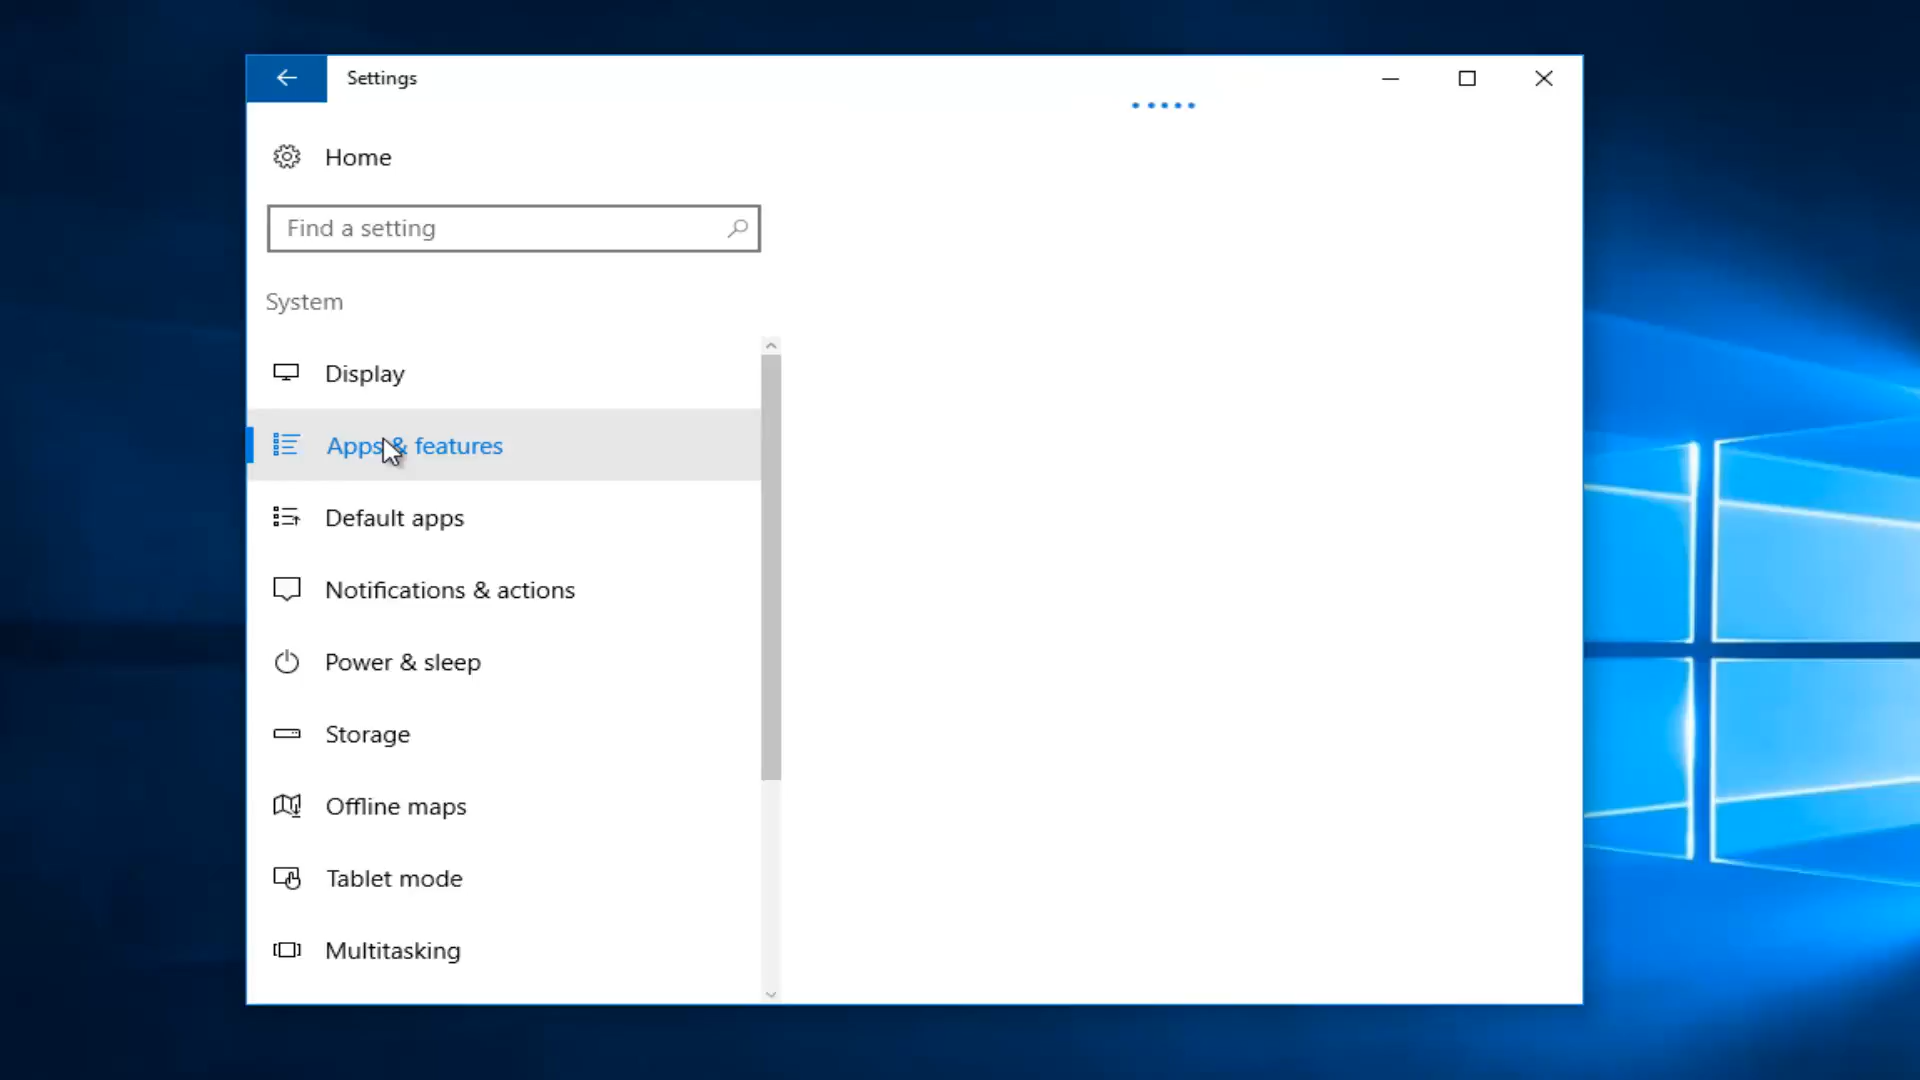 Settings
Home
Find a setting
System
Display
Apps & features
Default apps
Notifications & actions
Power & sleep
Storage
Offline maps
Tablet mode
Multitasking